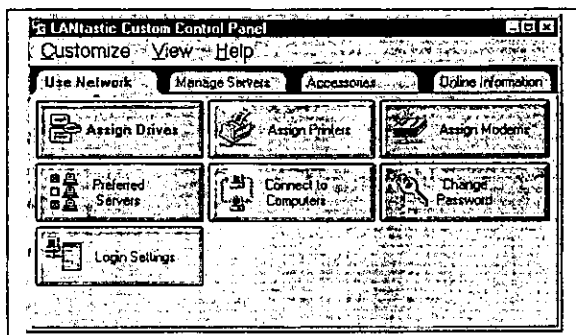 LANtastic Custom Control Panel
Customize View Help
Use Network Manage Servers Accessories Online Information
Assign Drives Assign Printers Assign Modems
Preferred Servers
Connect to Computers
Change Password
Login Settings